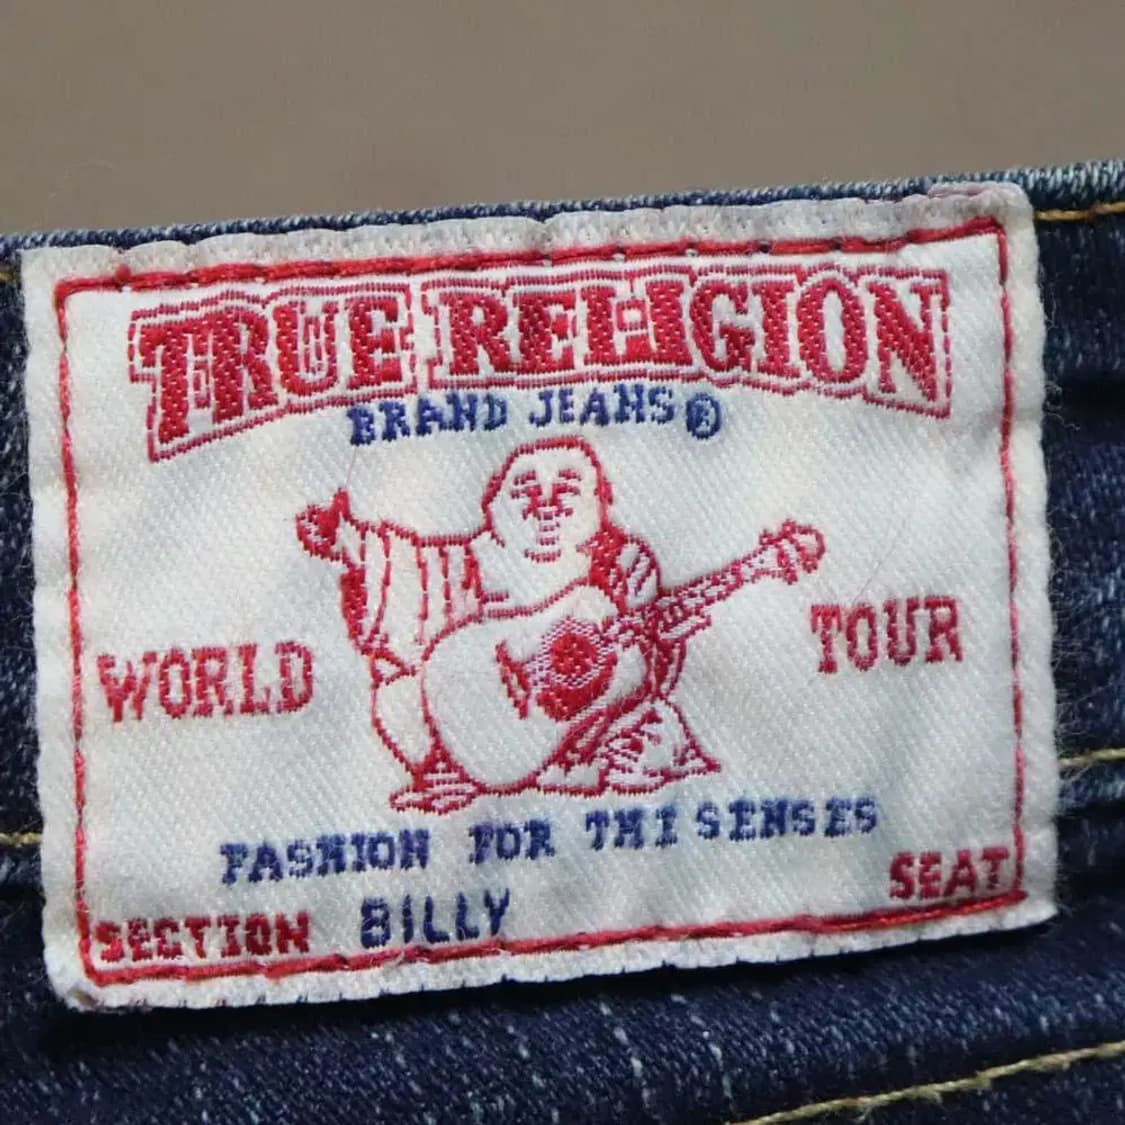 TRUE RELIGION
BRAND JEANS®
WORLD TOUR
FASHION FOR THE SENSES
SECTION BILLY SEAT